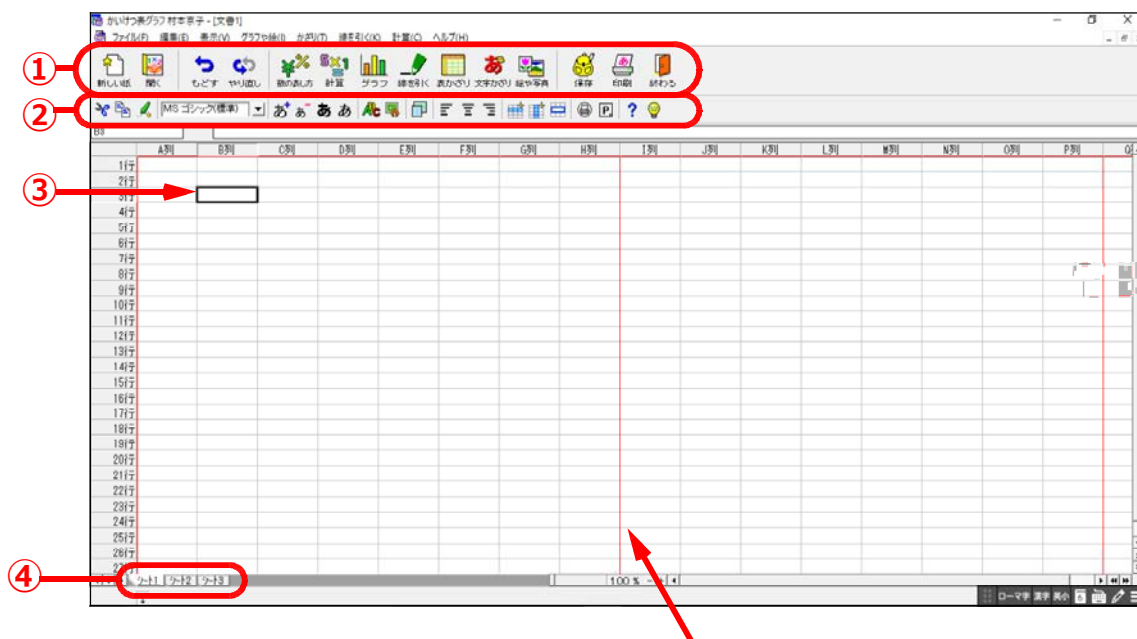 かいけつ表グラフ 村本京子 - [文書1]
ファイル(F) 編集(E) 表示(V) グラフや絵(I) かざり(T) 線を引く(K) 計算(C) ヘルプ(H)
①
新しい紙 開く もどす やり直し 数の表し方 計算 グラフ 線を引く 表かざり 文字かざり 絵や写真 保存 印刷 終わる
②
MS ゴシック(標準)
B3
A列 B列 C列 D列 E列 F列 G列 H列 I列 J列 K列 L列 M列 N列 O列 P列
1行
2行
③
3行
4行
5行
6行
7行
8行
9行
10行
11行
12行
13行
14行
15行
16行
17行
18行
19行
20行
21行
22行
23行
24行
25行
26行
27行
④
シート1 シート2 シート3
100 %
ローマ字 漢字 英小